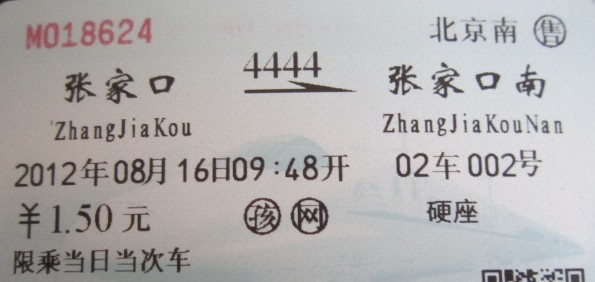 M018624 北京南 售
张家口 4444 张家口南
ZhangJiaKou ZhangJiaKouNan
2012年08月16日09:48开 02车002号
￥1.50元 孩 网 硬座
限乘当日当次车